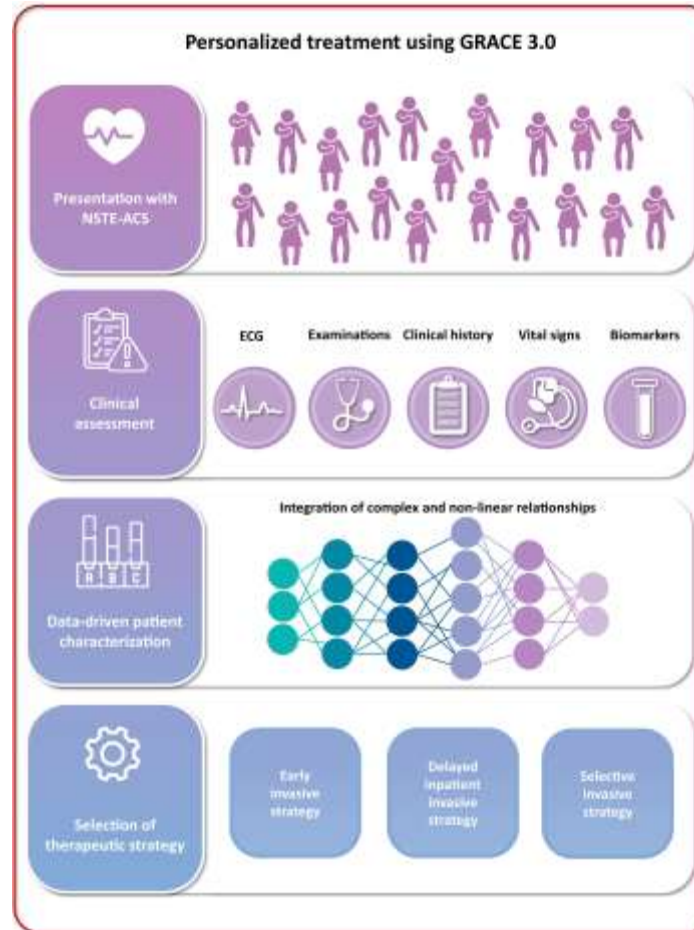 Personalized treatment using GRACE 3.0
Presentation with
NSTE-ACS
Clinical
assessment
ECG
Examinations
Clinical history
Vital signs
Biomarkers
A B C
Data-driven patient
characterization
Integration of complex and non-linear relationships
Selection of
therapeutic strategy
Early
invasive
strategy
Delayed
inpatient
invasive
strategy
Selective
invasive
strategy